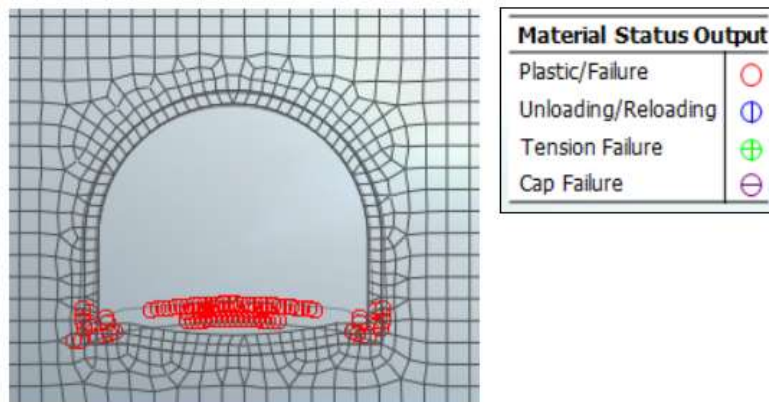 Material Status Output
Plastic/Failure
Unloading/Reloading
Tension Failure
Cap Failure